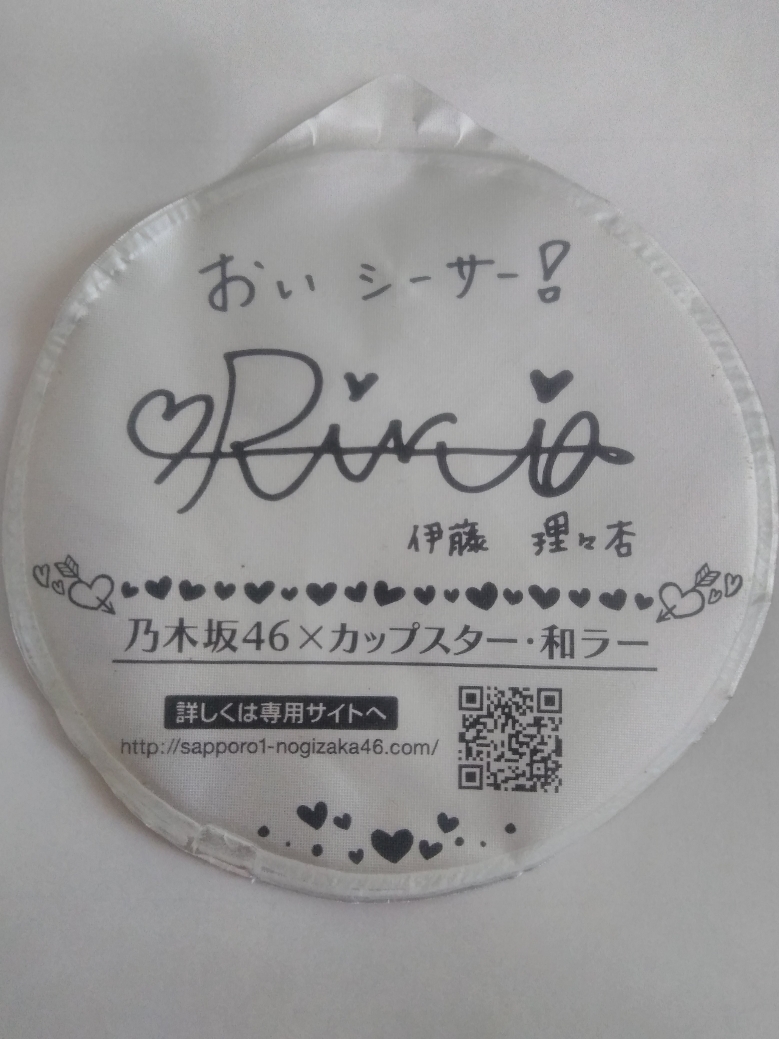 おい シーサー!
Riria
伊藤 理々杏
乃木坂46×カップスター・和ラー
詳しくは専用サイトへ
http://sapporo1-nogizaka46.com/